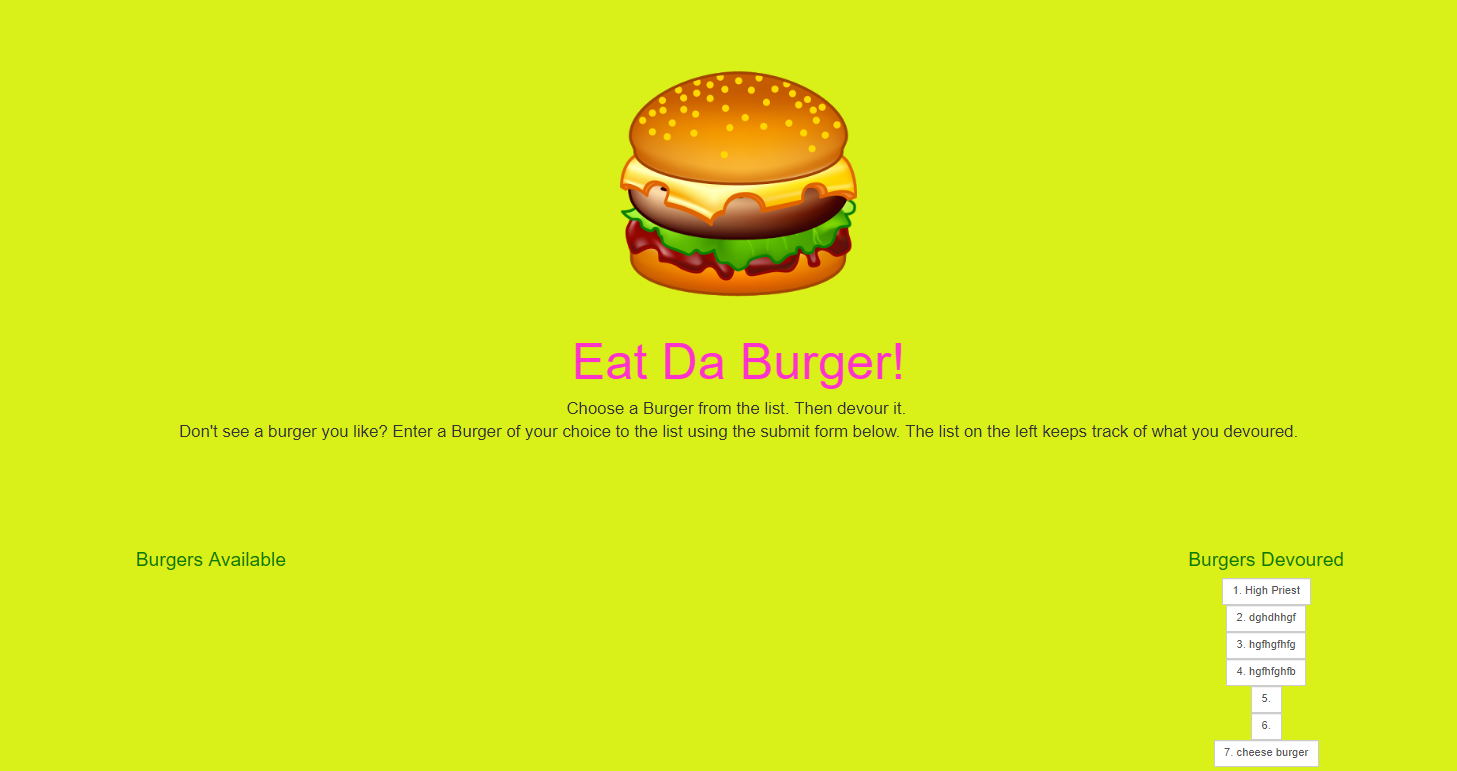 Eat Da Burger!
Choose a Burger from the list. Then devour it.
Don't see a burger you like? Enter a Burger of your choice to the list using the submit form below. The list on the left keeps track of what you devoured.
Burgers Available
Burgers Devoured
1. High Priest
2. dghdhhgf
3. hgfhgfhfg
4. hgfhfghfb
5.
6.
7. cheese burger